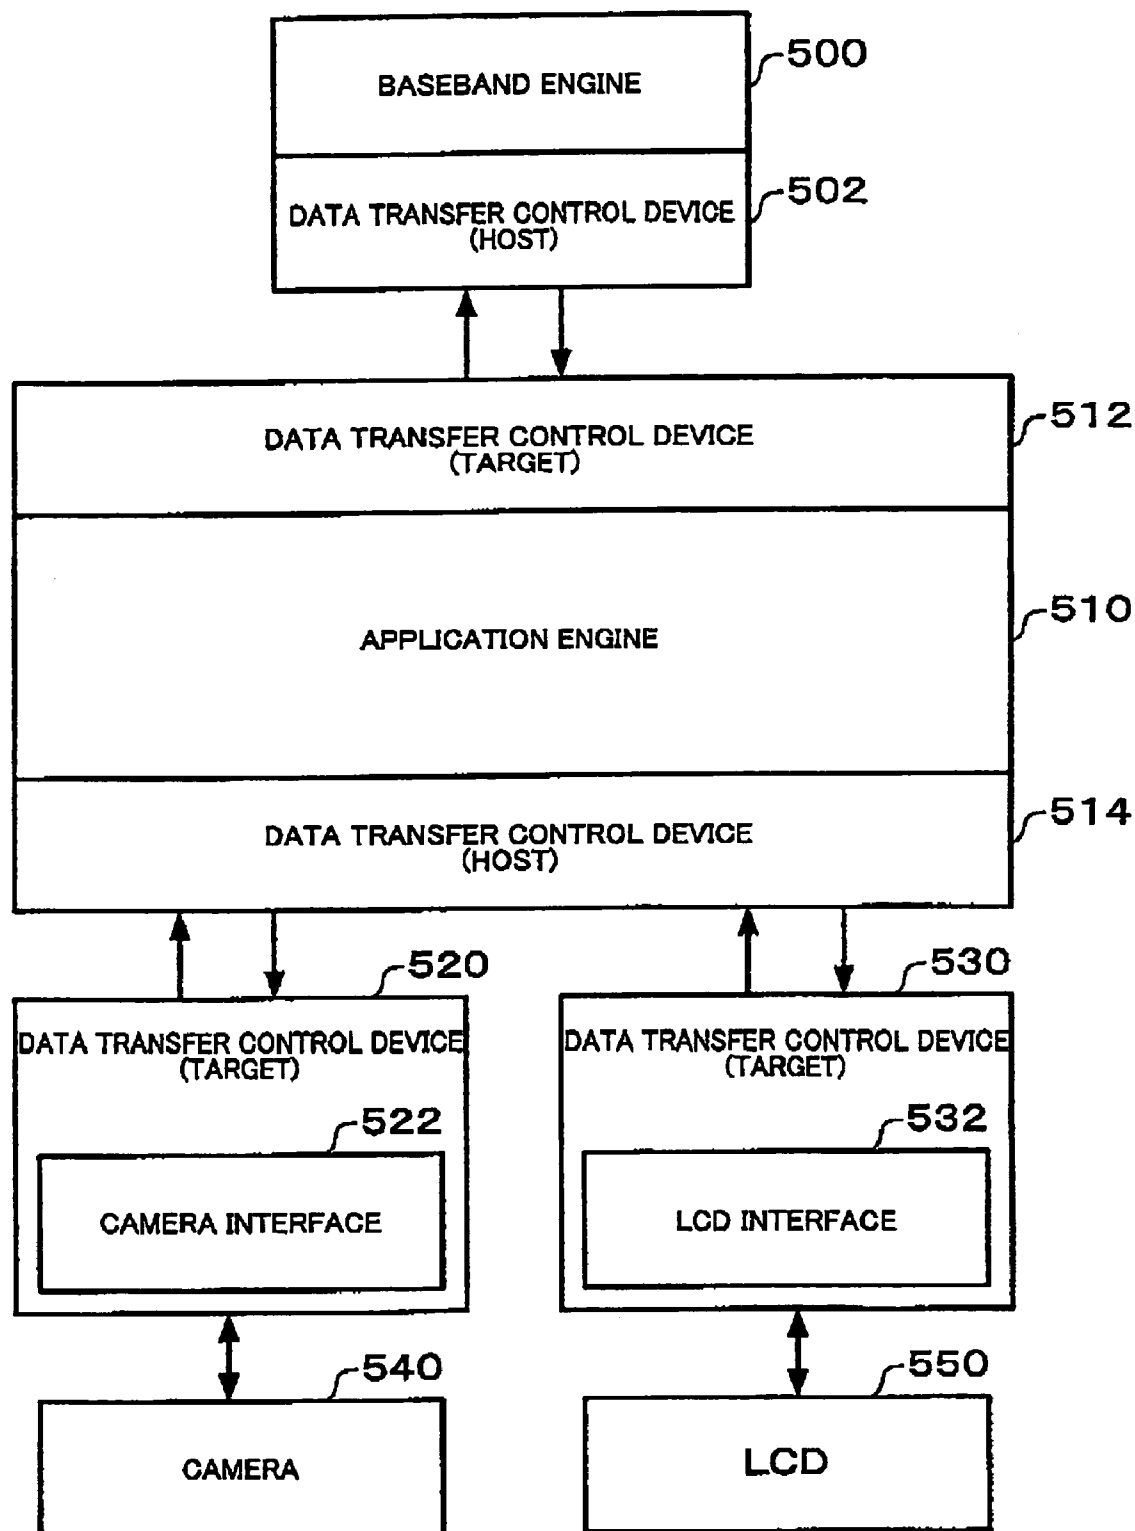 500
BASEBAND ENGINE
502
DATA TRANSFER CONTROL DEVICE
(HOST)
512
DATA TRANSFER CONTROL DEVICE
(TARGET)
510
APPLICATION ENGINE
514
DATA TRANSFER CONTROL DEVICE
(HOST)
520
530
DATA TRANSFER CONTROL DEVICE
(TARGET)
DATA TRANSFER CONTROL DEVICE
(TARGET)
522
532
CAMERA INTERFACE
LCD INTERFACE
540
550
CAMERA
LCD